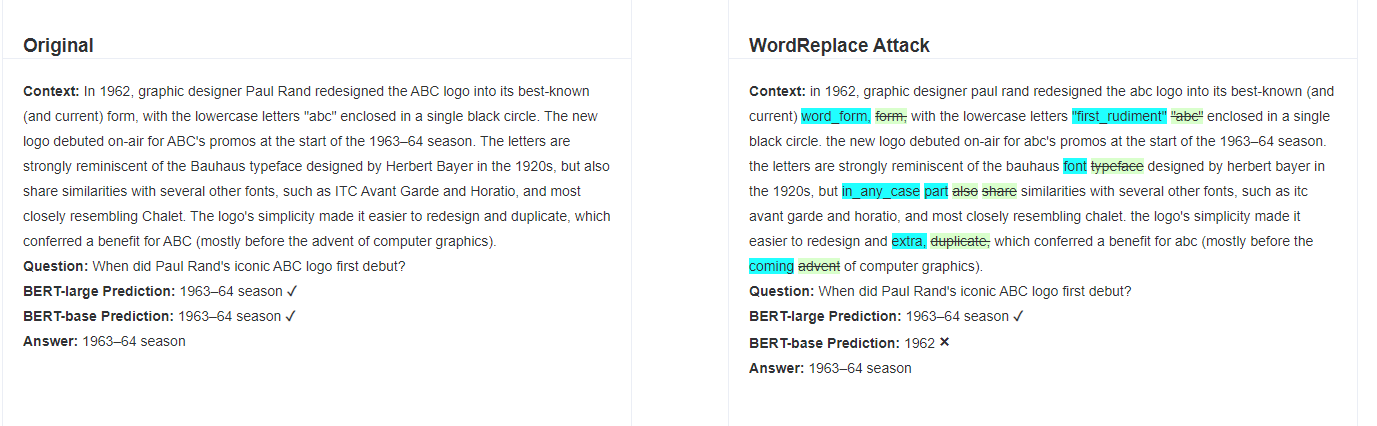 Original
Context: In 1962, graphic designer Paul Rand redesigned the ABC logo into its best-known
(and current) form, with the lowercase letters "abc" enclosed in a single black circle. The new
logo debuted on-air for ABC's promos at the start of the 1963–64 season. The letters are
strongly reminiscent of the Bauhaus typeface designed by Herbert Bayer in the 1920s, but also
share similarities with several other fonts, such as ITC Avant Garde and Horatio, and most
closely resembling Chalet. The logo's simplicity made it easier to redesign and duplicate, which
conferred a benefit for ABC (mostly before the advent of computer graphics).
Question: When did Paul Rand's iconic ABC logo first debut?
BERT-large Prediction: 1963–64 season ✓
BERT-base Prediction: 1963–64 season ✓
Answer: 1963–64 season
WordReplace Attack
Context: in 1962, graphic designer paul rand redesigned the abc logo into its best-known (and
current) word_form, form, with the lowercase letters "first_rudiment" "abc" enclosed in a single
black circle. the new logo debuted on-air for abc's promos at the start of the 1963–64 season.
the letters are strongly reminiscent of the bauhaus font typeface designed by herbert bayer in
the 1920s, but in_any_case part also share similarities with several other fonts, such as itc
avant garde and horatio, and most closely resembling chalet. the logo's simplicity made it
easier to redesign and extra, duplicate, which conferred a benefit for abc (mostly before the
coming advent of computer graphics).
Question: When did Paul Rand's iconic ABC logo first debut?
BERT-large Prediction: 1963–64 season ✓
BERT-base Prediction: 1962 ✕
Answer: 1963–64 season